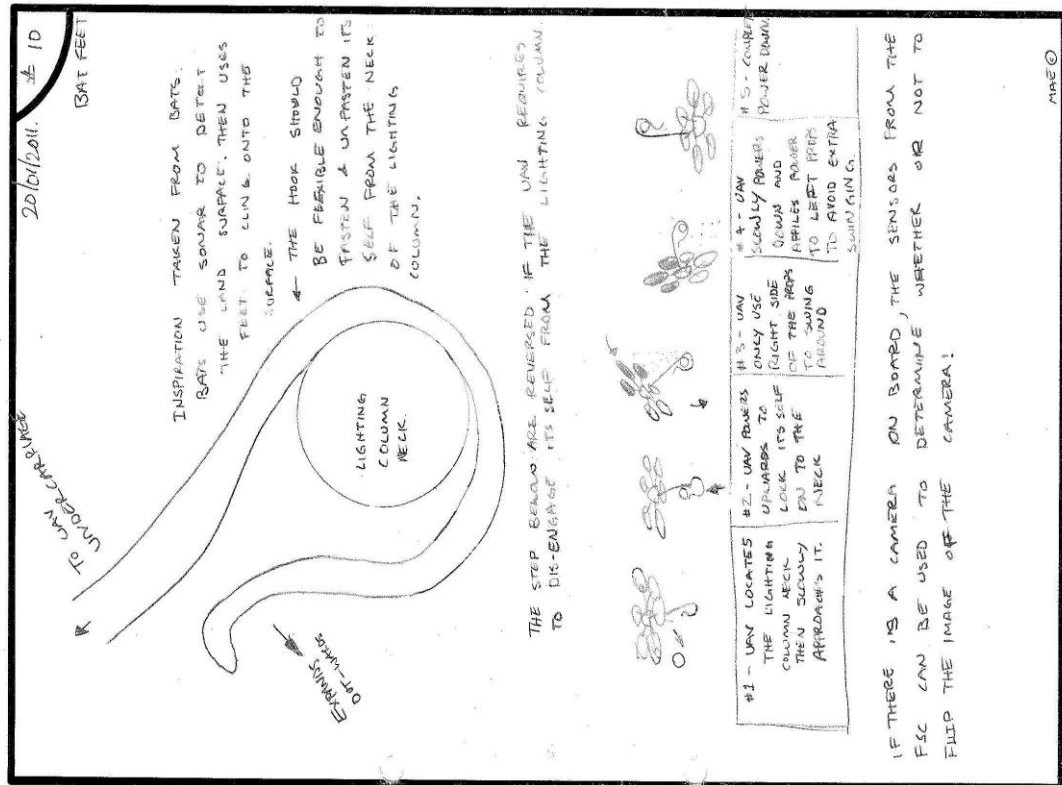 20/01/2011.
# 10
BAT FEET
INSPIRATION TAKEN FROM BATS.
BATS USE SONAR TO DETECT
THE LAND SURFACE. THEN USES
FEET TO CLING ONTO THE
SURFACE.
THE HOOK SHOULD
BE FLEXIBLE ENOUGH TO
FASTEN & UNFASTEN ITS
SELF FROM THE NECK
OF THE LIGHTING
COLUMN.
TO UAV
UNDERCARRIAGE
LIGHTING
COLUMN
NECK.
EXPANDS
OUT-WARDS
THE STEP BELOW ARE REVERSED IF THE UAV REQUIRES
TO DIS-ENGAGE ITS SELF FROM THE LIGHTING COLUMN.
#1 - UAV LOCATES
THE LIGHTING
COLUMN NECK
THEN SLOWLY
APPROACHS IT.
#2 - UAV POWERS
UPWARDS TO
LOCK ITS SELF
ON TO THE
NECK
#3 - UAV
ONLY USE
RIGHT SIDE
OF THE PROPS
TO SWING
AROUND
#4 - UAV
SLOWLY POWERS
DOWN AND
APPLIES POWER
TO LEFT PROPS
TO AVOID EXTRA
SWINGING.
#5 - COMPLETE
POWER DOWN.
IF THERE IS A CAMERA ON BOARD, THE SENSORS FROM THE
FSC CAN BE USED TO DETERMINE, WHETHER OR NOT TO
FLIP THE IMAGE OFF THE CAMERA!
MAE ©